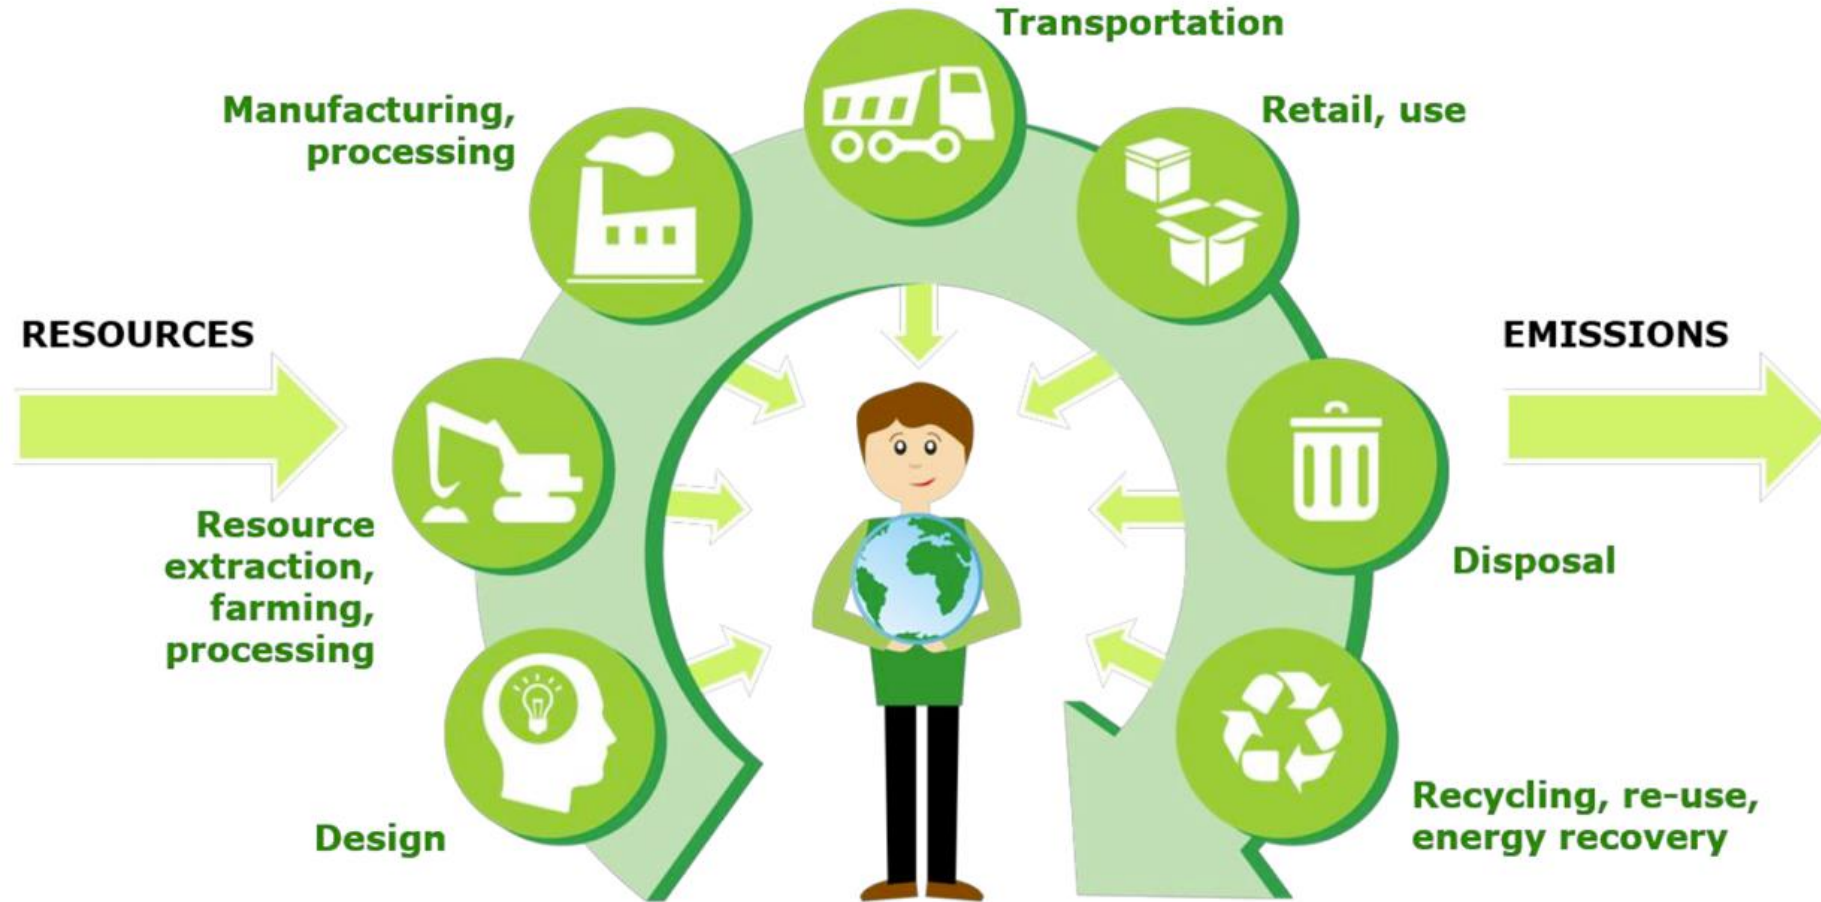 Transportation
Manufacturing,
processing
Retail, use
RESOURCES
EMISSIONS
Resource
extraction,
farming,
processing
Disposal
Design
Recycling, re-use,
energy recovery